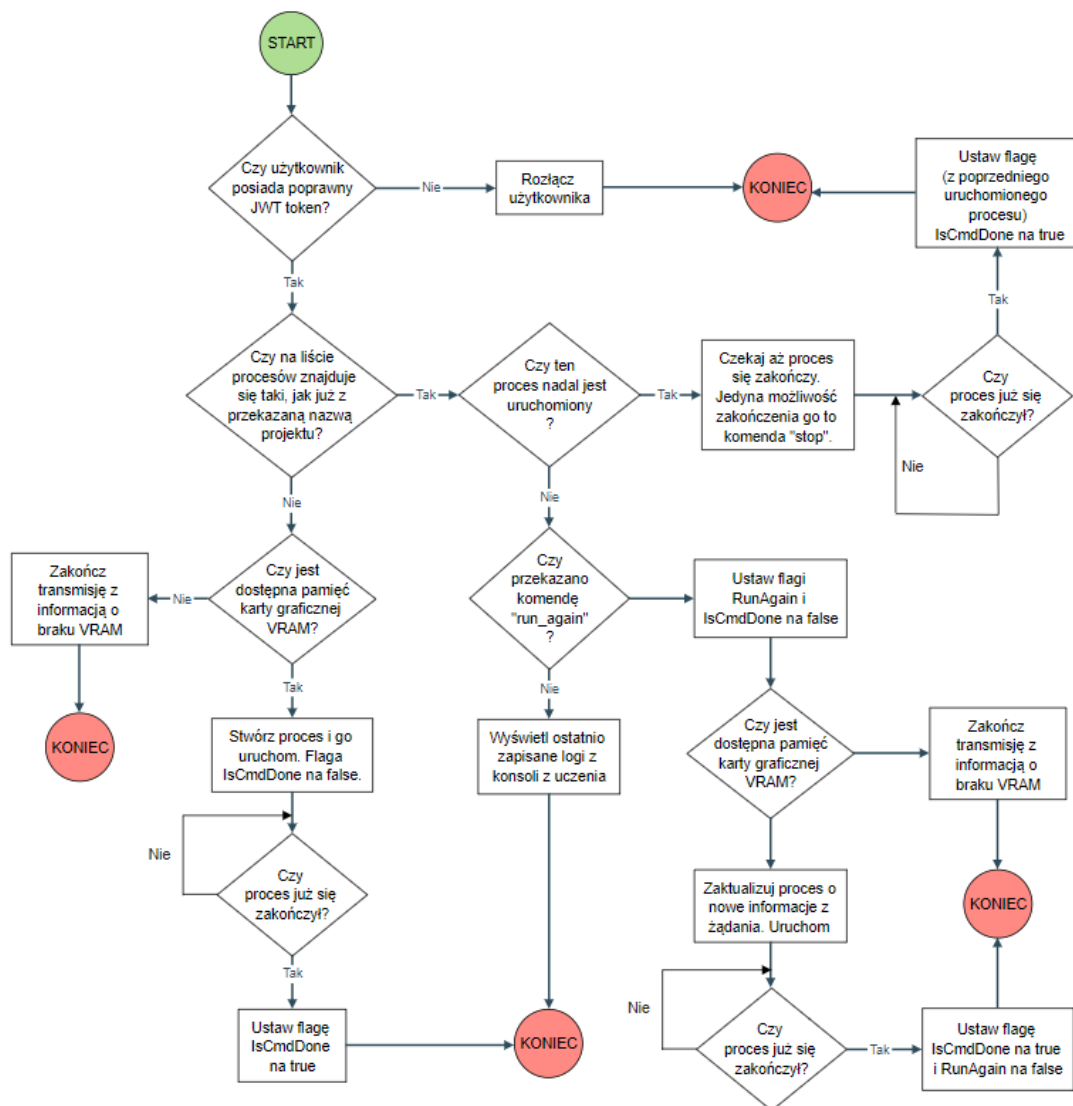 START
Czy użytkownik
posiada poprawny
JWT token?
Nie
Rozłącz
użytkownika
KONIEC
Ustaw flagę
(z poprzedniego
uruchomionego
procesu)
IsCmdDone na true
Tak
Tak
Czy na liście
procesów znajduje
się taki, jak już z
przekazaną nazwą
projektu?
Tak
Czy ten
proces nadal jest
uruchomiony
?
Tak
Czekaj aż proces
się zakończy.
Jedyna możliwość
zakończenia go to
komenda "stop".
Czy
proces już się
zakończył?
Nie
Nie
Nie
Zakończ
transmisję z
informacją o
braku VRAM
Nie
Czy jest
dostępna pamięć
karty graficznej
VRAM?
Czy
przekazano
komendę
"run_again"
?
Ustaw flagi
RunAgain i
IsCmdDone na false
Tak
Nie
KONIEC
Stwórz proces i go
uruchom. Flaga
IsCmdDone na false.
Wyświetl ostatnio
zapisane logi z
konsoli z uczenia
Czy jest
dostępna pamięć
karty graficznej
VRAM?
Zakończ
transmisję z
informacją o
braku VRAM
Nie
Czy
proces już się
zakończył?
Zaktualizuj proces o
nowe informacje z
żądania. Uruchom
KONIEC
Tak
Nie
Ustaw flagę
IsCmdDone
na true
KONIEC
Czy
proces już się
zakończył?
Tak
Ustaw flagę
IsCmdDone na true
i RunAgain na false